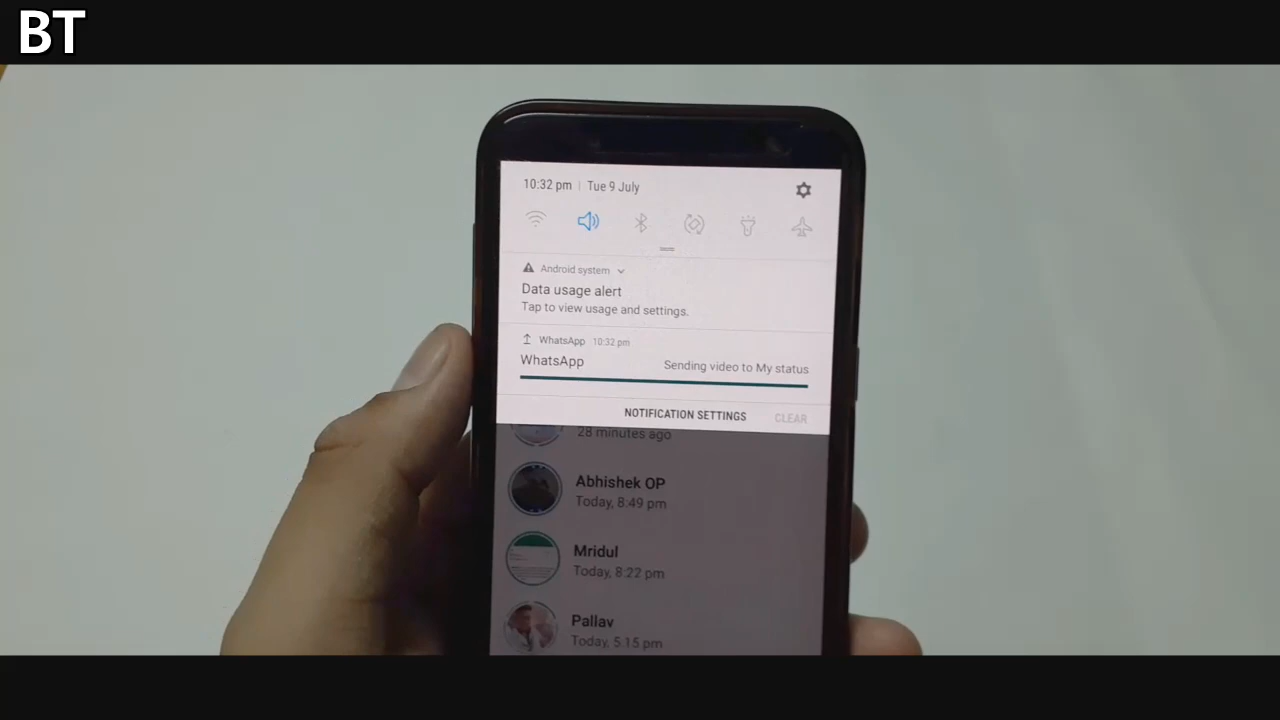 BT
10:32 pm | Tue 9 July
Android system
Data usage alert
Tap to view usage and settings.
WhatsApp 10:32 pm
WhatsApp Sending video to My status
NOTIFICATION SETTINGS CLEAR
28 minutes ago
Abhishek OP
Today, 8:49 pm
Mridul
Today, 8:22 pm
Pallav
Today, 5:15 pm